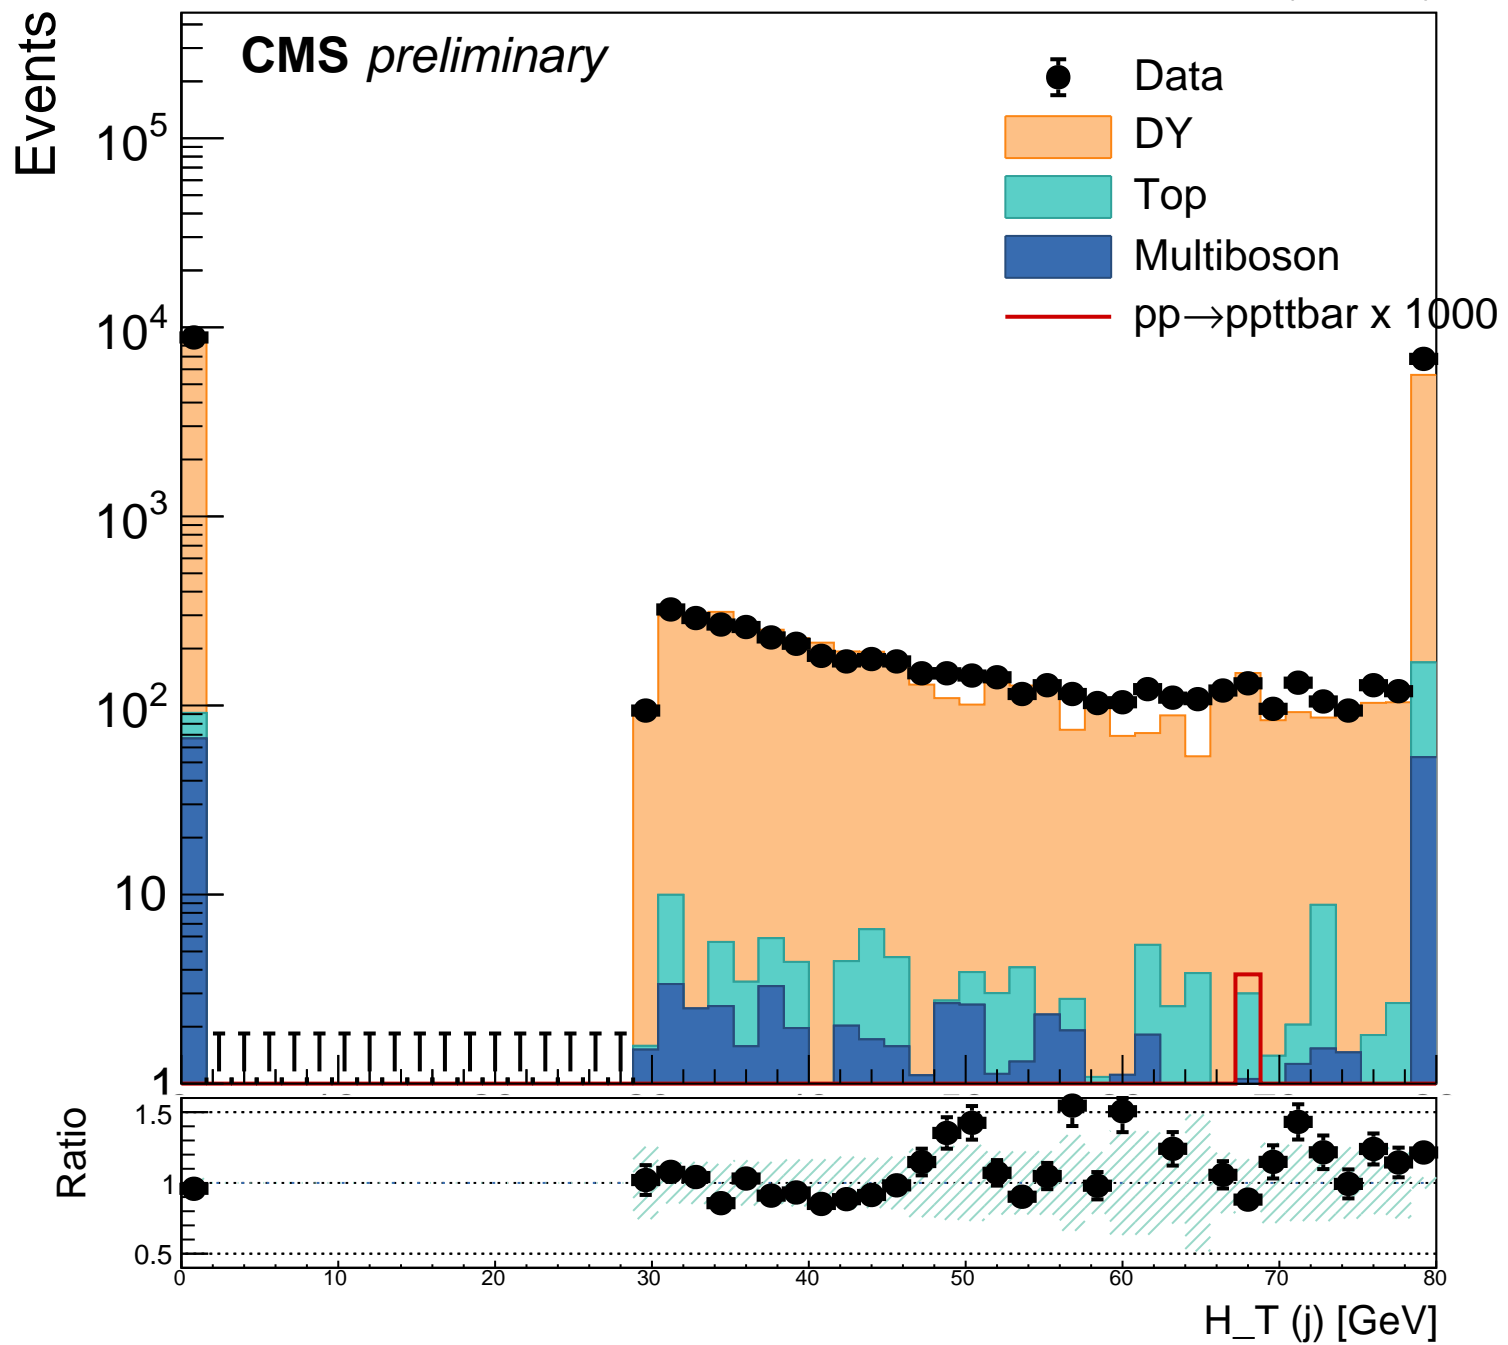 CMS preliminary
Events
Data
DY
Top
Multiboson
pp→ppttbar x 1000
10^5
10^4
10^3
10^2
10
1
Ratio
1.5
1
0.5
0 10 20 30 40 50 60 70 80
H_T (j) [GeV]